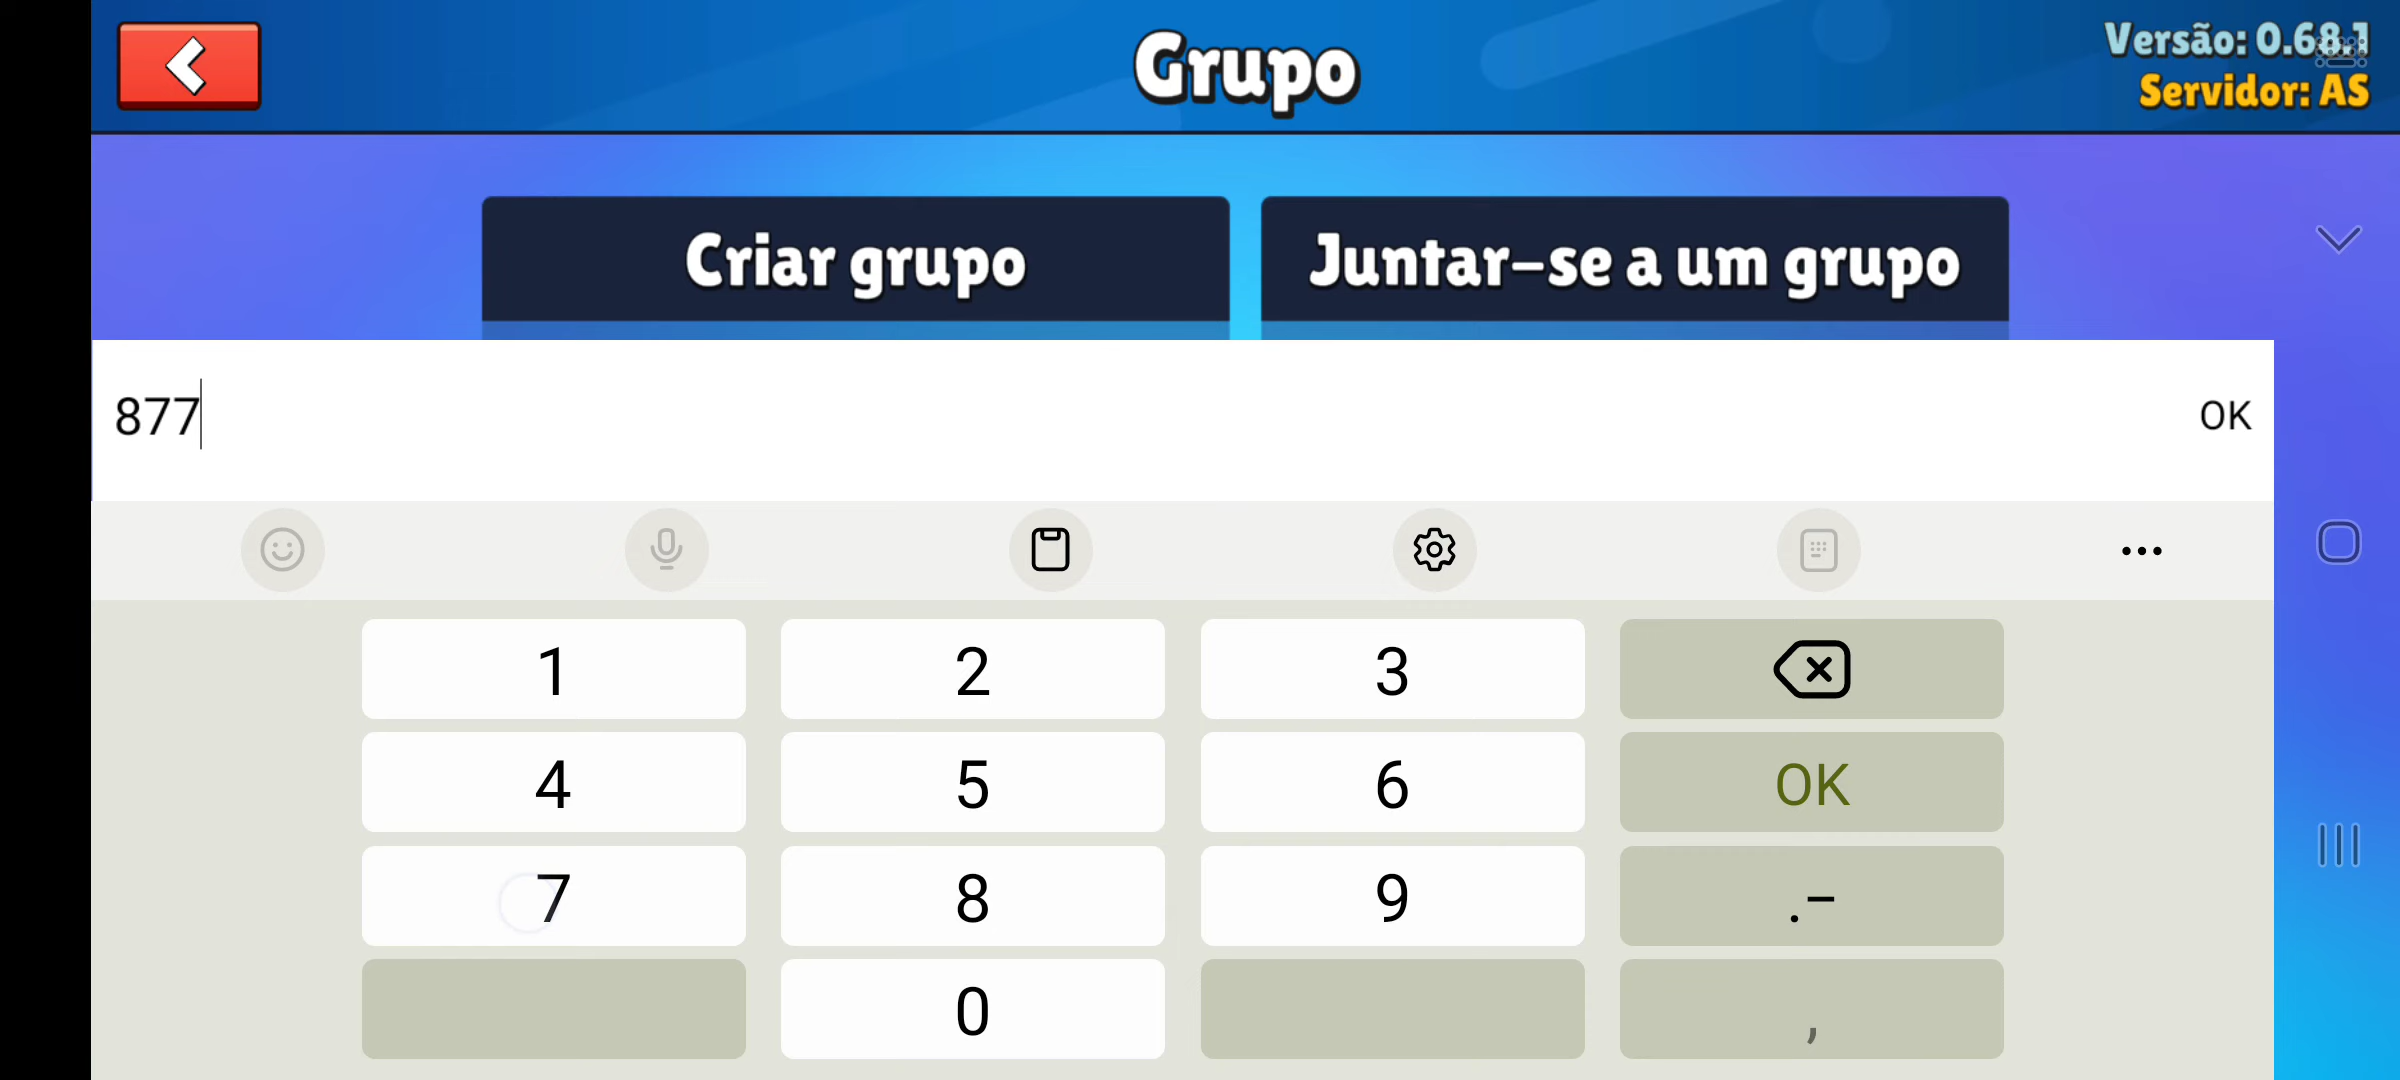 Grupo
Versão: 0.68.1
Servidor: AS
Criar grupo
Juntar-se a um grupo
877
OK
1 2 3
4 5 6 OK
7 8 9 .-
0 ,